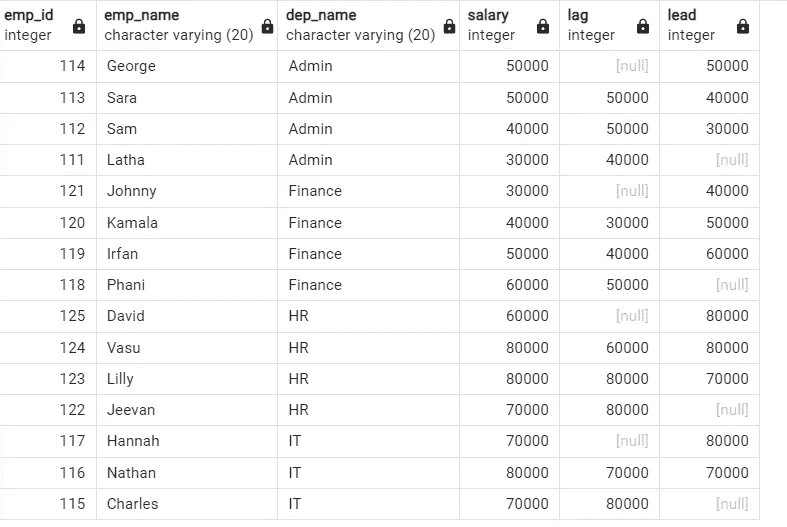 emp_id emp_name dep_name salary lag lead
integer character varying (20) character varying (20) integer integer integer
114 George Admin 50000 [null] 50000
113 Sara Admin 50000 50000 40000
112 Sam Admin 40000 50000 30000
111 Latha Admin 30000 40000 [null]
121 Johnny Finance 30000 [null] 40000
120 Kamala Finance 40000 30000 50000
119 Irfan Finance 50000 40000 60000
118 Phani Finance 60000 50000 [null]
125 David HR 60000 [null] 80000
124 Vasu HR 80000 60000 80000
123 Lilly HR 80000 80000 70000
122 Jeevan HR 70000 80000 [null]
117 Hannah IT 70000 [null] 80000
116 Nathan IT 80000 70000 70000
115 Charles IT 70000 80000 [null]